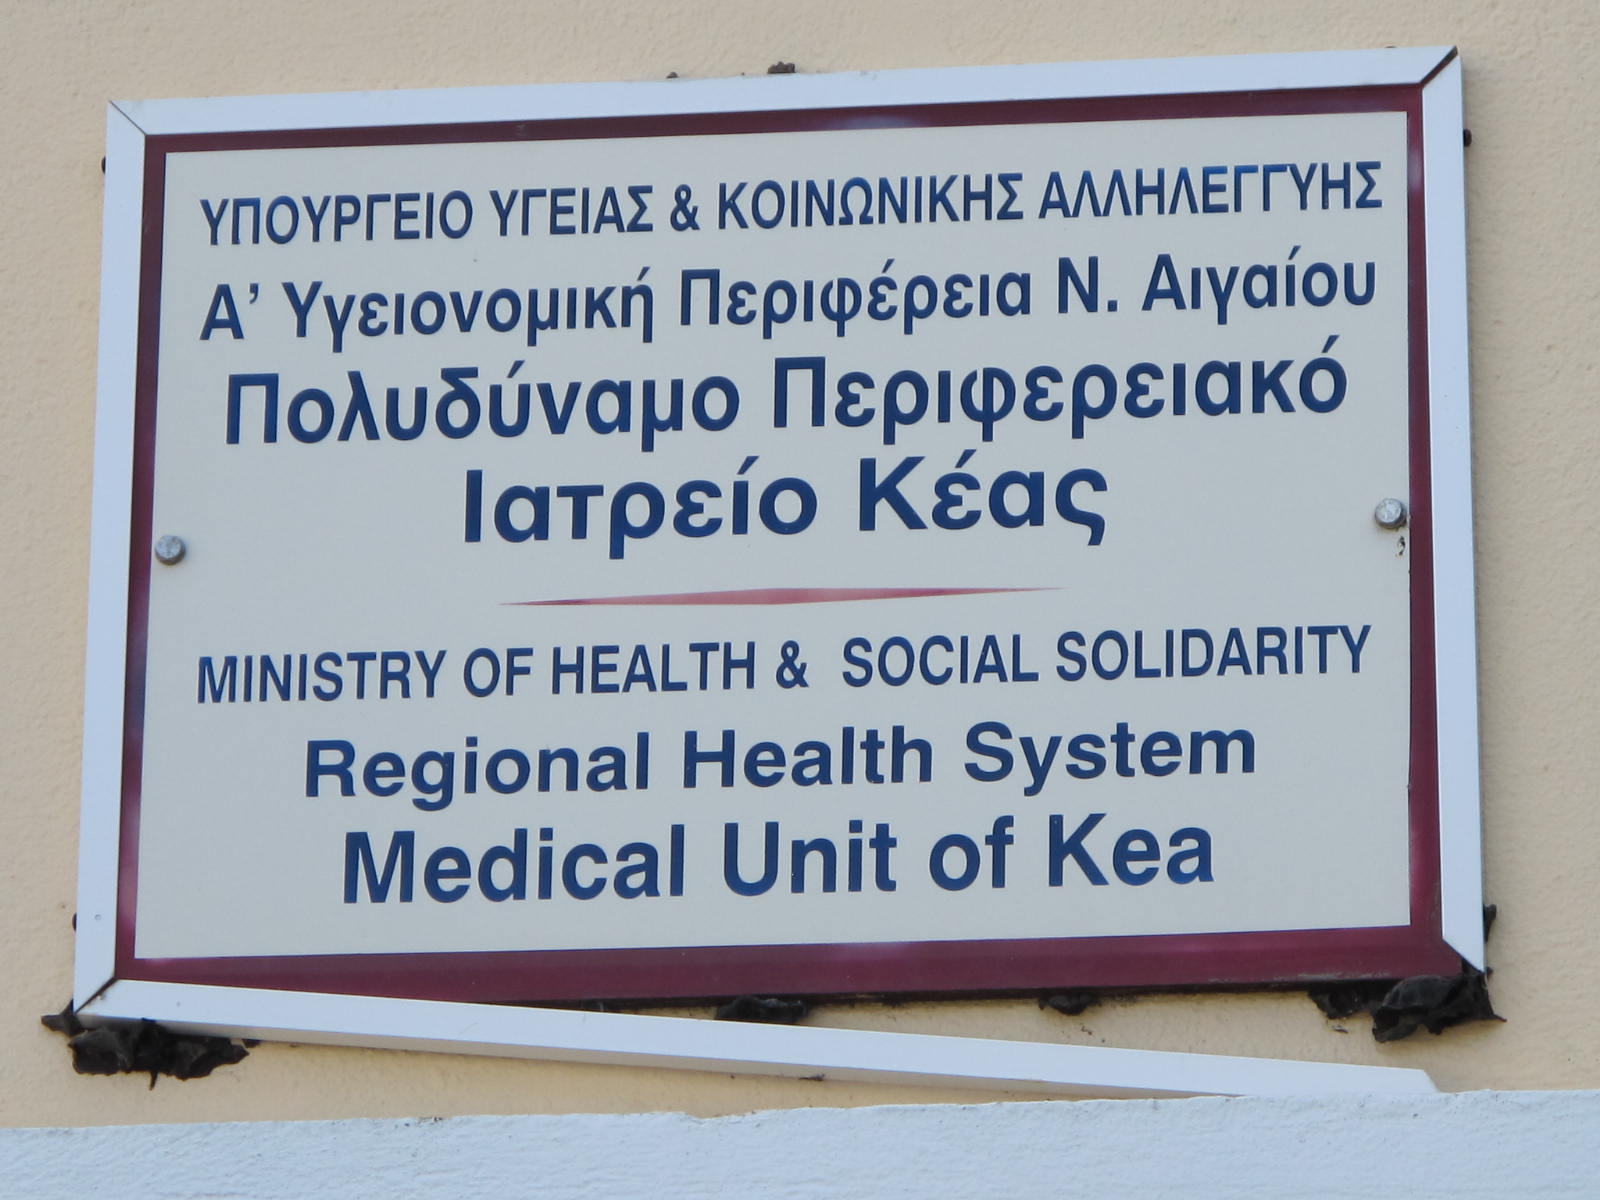 ΥΠΟΥΡΓΕΙΟ ΥΓΕΙΑΣ & ΚΟΙΝΩΝΙΚΗΣ ΑΛΛΗΛΕΓΓΥΗΣ
Α' Υγειονομική Περιφέρεια Ν. Αιγαίου
Πολυδύναμο Περιφερειακό
Ιατρείο Κέας
MINISTRY OF HEALTH & SOCIAL SOLIDARITY
Regional Health System
Medical Unit of Kea